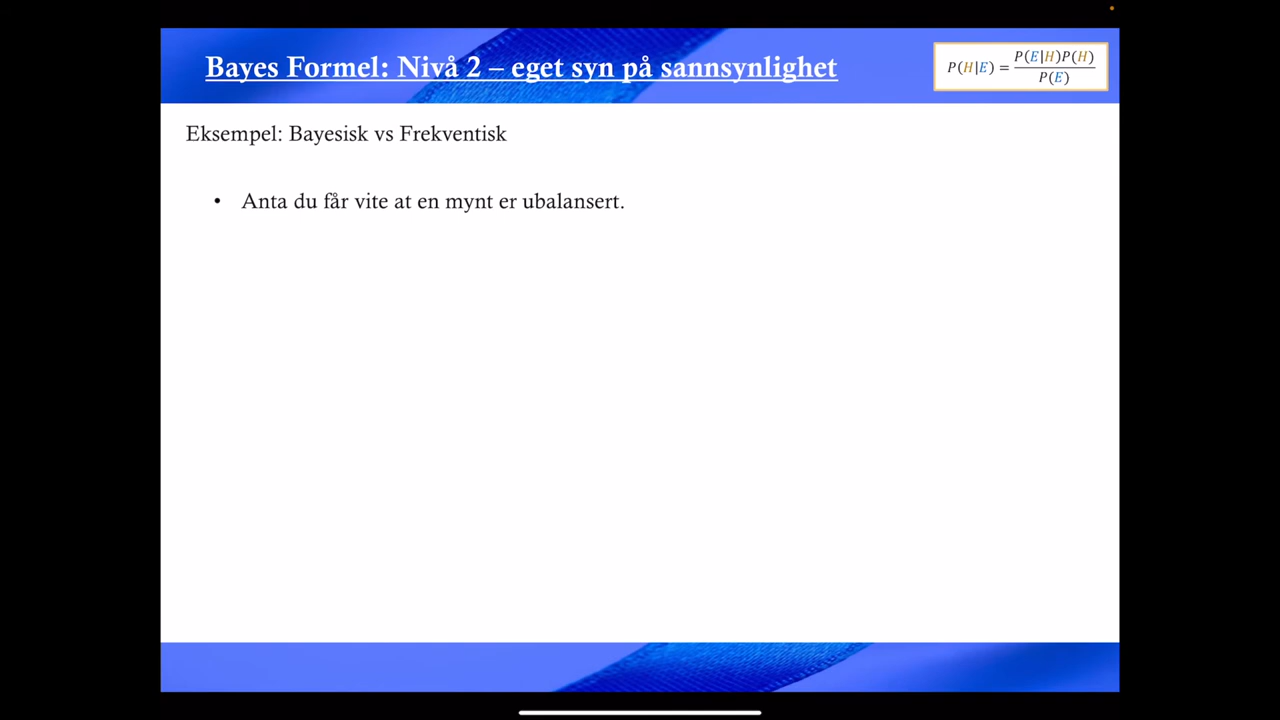 Bayes Formel: Nivå 2 – eget syn på sannsynlighet
P(H|E) = P(E|H)P(H) / P(E)
Eksempel: Bayesisk vs Frekventisk
• Anta du får vite at en mynt er ubalansert.